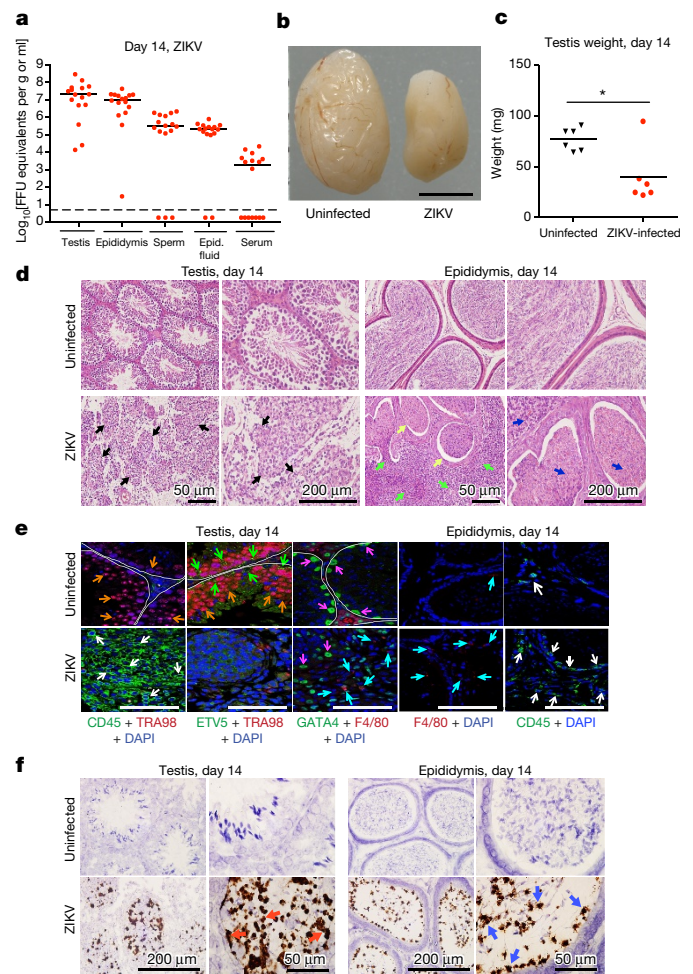 a
Day 14, ZIKV
Log10[FFU equivalents per g or ml]
9
8
7
6
5
4
3
2
1
0
Testis
Epididymis
Sperm
Epid. fluid
Serum
b
Uninfected
ZIKV
c
Testis weight, day 14
*
Weight (mg)
150
100
50
0
Uninfected
ZIKV-infected
d
Testis, day 14
Epididymis, day 14
Uninfected
ZIKV
50 μm
200 μm
50 μm
200 μm
e
Testis, day 14
Epididymis, day 14
Uninfected
ZIKV
CD45 + TRA98 + DAPI
ETV5 + TRA98 + DAPI
GATA4 + F4/80 + DAPI
F4/80 + DAPI
CD45 + DAPI
f
Testis, day 14
Epididymis, day 14
Uninfected
ZIKV
200 μm
50 μm
200 μm
50 μm